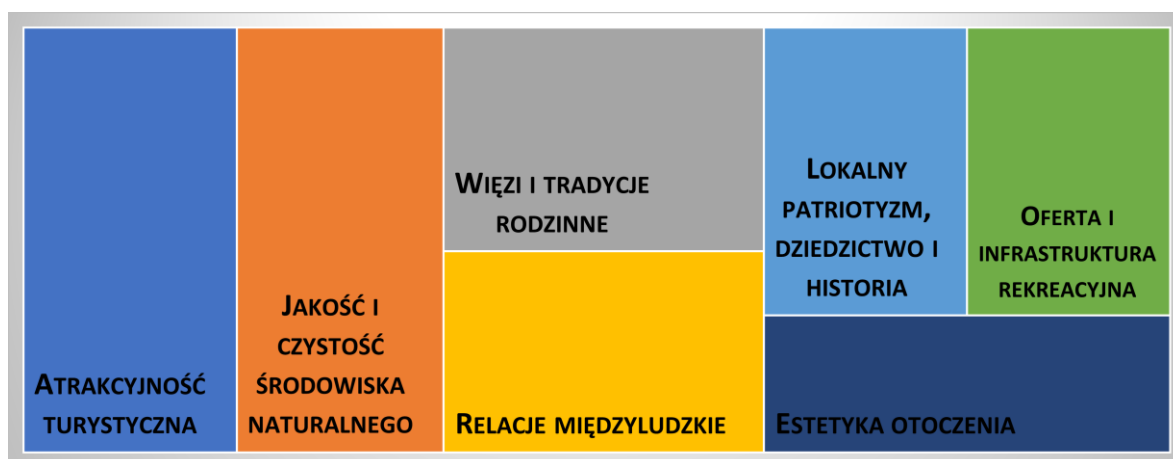 Atrakcyjność
turystyczna
Jakość i
czystość
środowiska
naturalnego
Więzi i tradycje
rodzinne
Relacje międzyludzkie
Lokalny
patriotyzm,
dziedzictwo i
historia
Oferta i
infrastruktura
rekreacyjna
Estetyka otoczenia